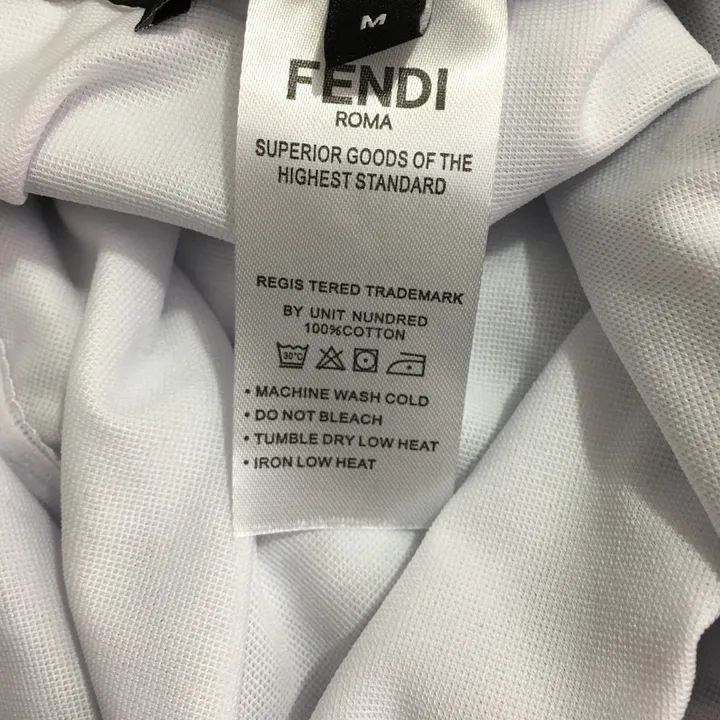 M
FENDI
ROMA
SUPERIOR GOODS OF THE
HIGHEST STANDARD
REGIS TERED TRADEMARK
BY UNIT NUNDRED
100%COTTON
30°C
• MACHINE WASH COLD
• DO NOT BLEACH
• TUMBLE DRY LOW HEAT
• IRON LOW HEAT